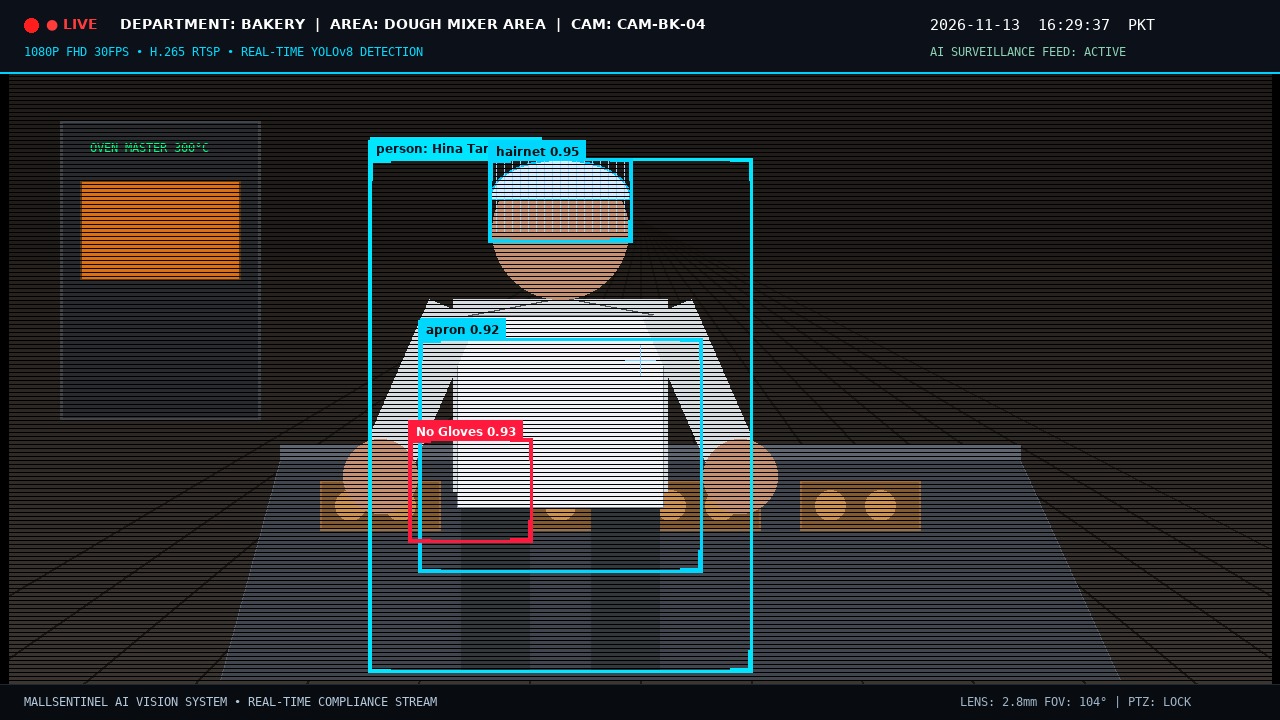 ● LIVE
DEPARTMENT: BAKERY | AREA: DOUGH MIXER AREA | CAM: CAM-BK-04
2026-11-13 16:29:37 PKT
1080P FHD 30FPS • H.265 RTSP • REAL-TIME YOLOv8 DETECTION
AI SURVEILLANCE FEED: ACTIVE
OVEN MASTER 300°C
person: Hina Tar
hairnet 0.95
apron 0.92
No Gloves 0.93
MALLSENTINEL AI VISION SYSTEM • REAL-TIME COMPLIANCE STREAM
LENS: 2.8mm FOV: 104° | PTZ: LOCK